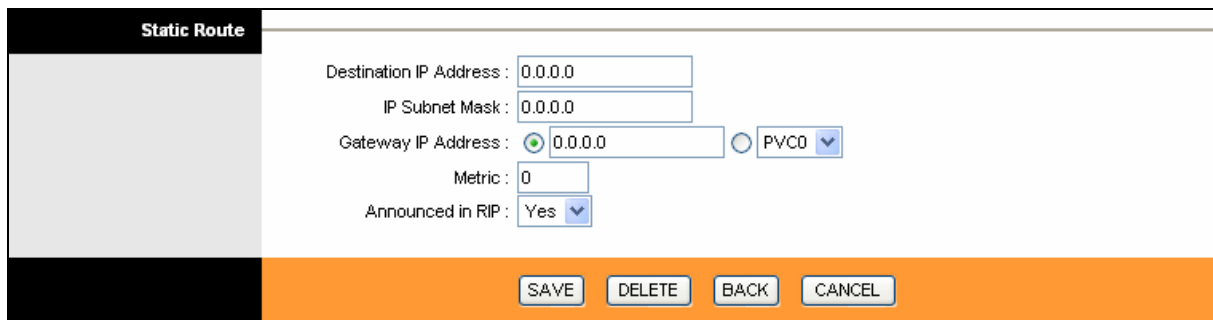 Static Route
Destination IP Address : 0.0.0.0
IP Subnet Mask : 0.0.0.0
Gateway IP Address : 0.0.0.0 PVC0
Metric : 0
Announced in RIP : Yes
SAVE DELETE BACK CANCEL